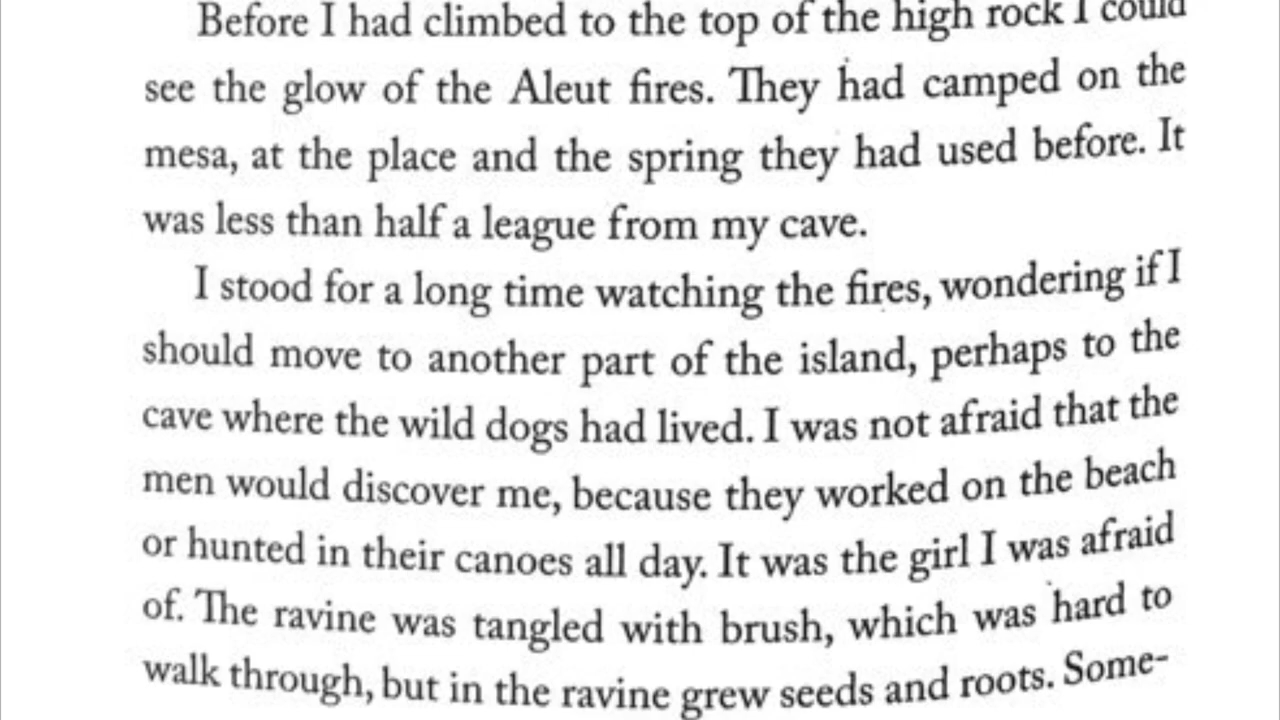 Before I had climbed to the top of the high rock I could
see the glow of the Aleut fires. They had camped on the
mesa, at the place and the spring they had used before. It
was less than half a league from my cave.
I stood for a long time watching the fires, wondering if I
should move to another part of the island, perhaps to the
cave where the wild dogs had lived. I was not afraid that the
men would discover me, because they worked on the beach
or hunted in their canoes all day. It was the girl I was afraid
of. The ravine was tangled with brush, which was hard to
walk through, but in the ravine grew seeds and roots. Some-